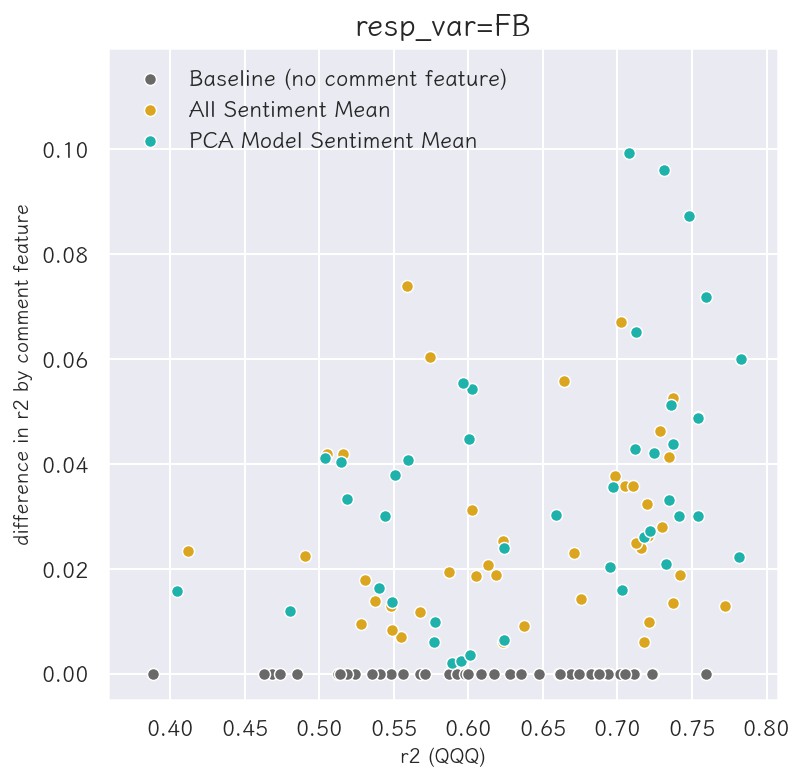 resp_var=FB
Baseline (no comment feature)
All Sentiment Mean
PCA Model Sentiment Mean
difference in r2 by comment feature
0.10
0.08
0.06
0.04
0.02
0.00
0.40 0.45 0.50 0.55 0.60 0.65 0.70 0.75 0.80
r2 (QQQ)